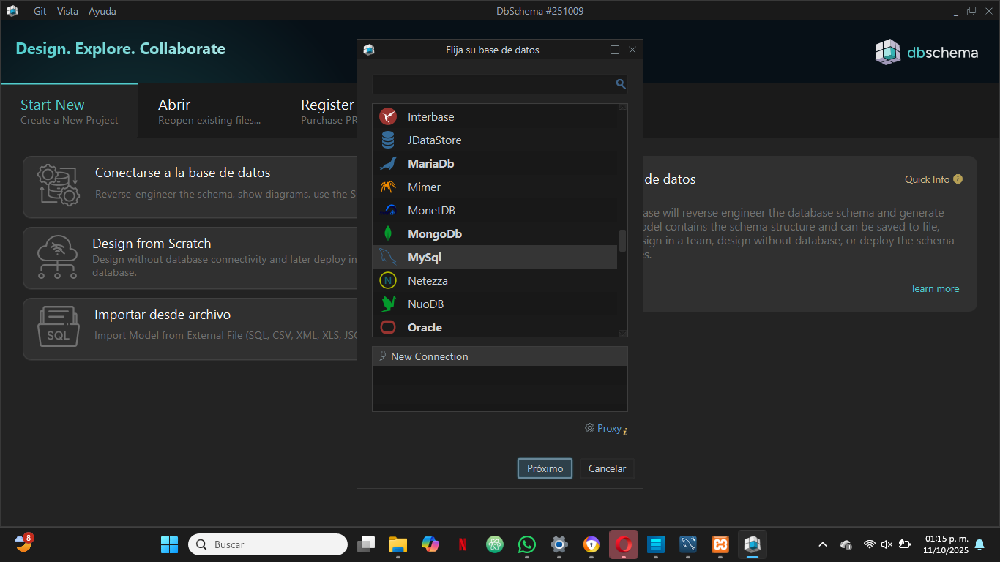 Git Vista Ayuda
DbSchema #251009
Design. Explore. Collaborate
dbschema
Start New
Create a New Project
Abrir
Reopen existing files...
Register
Purchase PR
Conectarse a la base de datos
Reverse-engineer the schema, show diagrams, use the S
Design from Scratch
Design without database connectivity and later deploy in
database.
Importar desde archivo
Import Model from External File (SQL, CSV, XML, XLS, JSO
SQL
Elija su base de datos
Interbase
JDataStore
MariaDb
Mimer
MonetDB
MongoDb
MySql
N
Netezza
NuoDB
Oracle
New Connection
Proxy
Próximo
Cancelar
de datos
Quick Info
ase will reverse engineer the database schema and generate
odel contains the schema structure and can be saved to file,
sign in a team, design without database, or deploy the schema
es.
learn more
8
Buscar
01:15 p. m.
11/10/2025